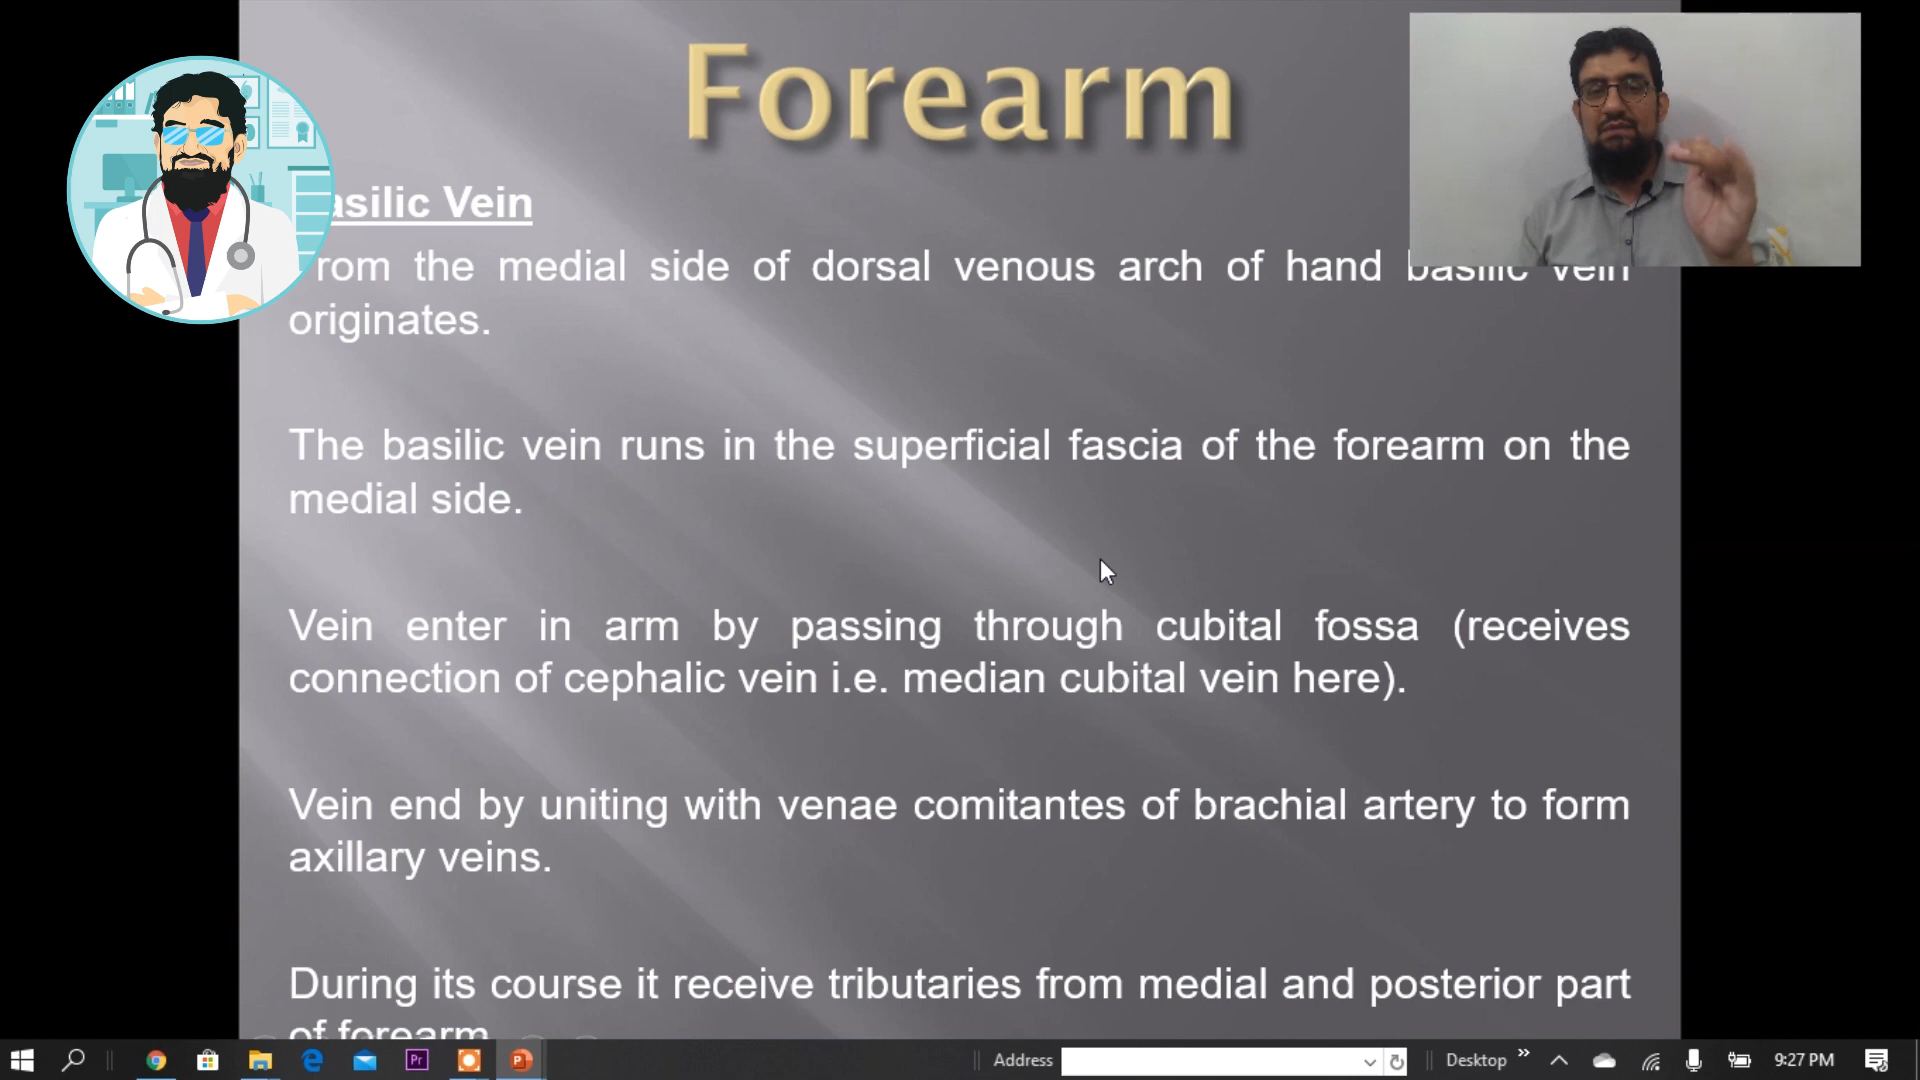 Forearm
asilic Vein
rom the medial side of dorsal venous arch of hand basilic vein
originates.
The basilic vein runs in the superficial fascia of the forearm on the
medial side.
Vein enter in arm by passing through cubital fossa (receives
connection of cephalic vein i.e. median cubital vein here).
Vein end by uniting with venae comitantes of brachial artery to form
axillary veins.
During its course it receive tributaries from medial and posterior part
of forearm
Pr P Address Desktop 9:27 PM